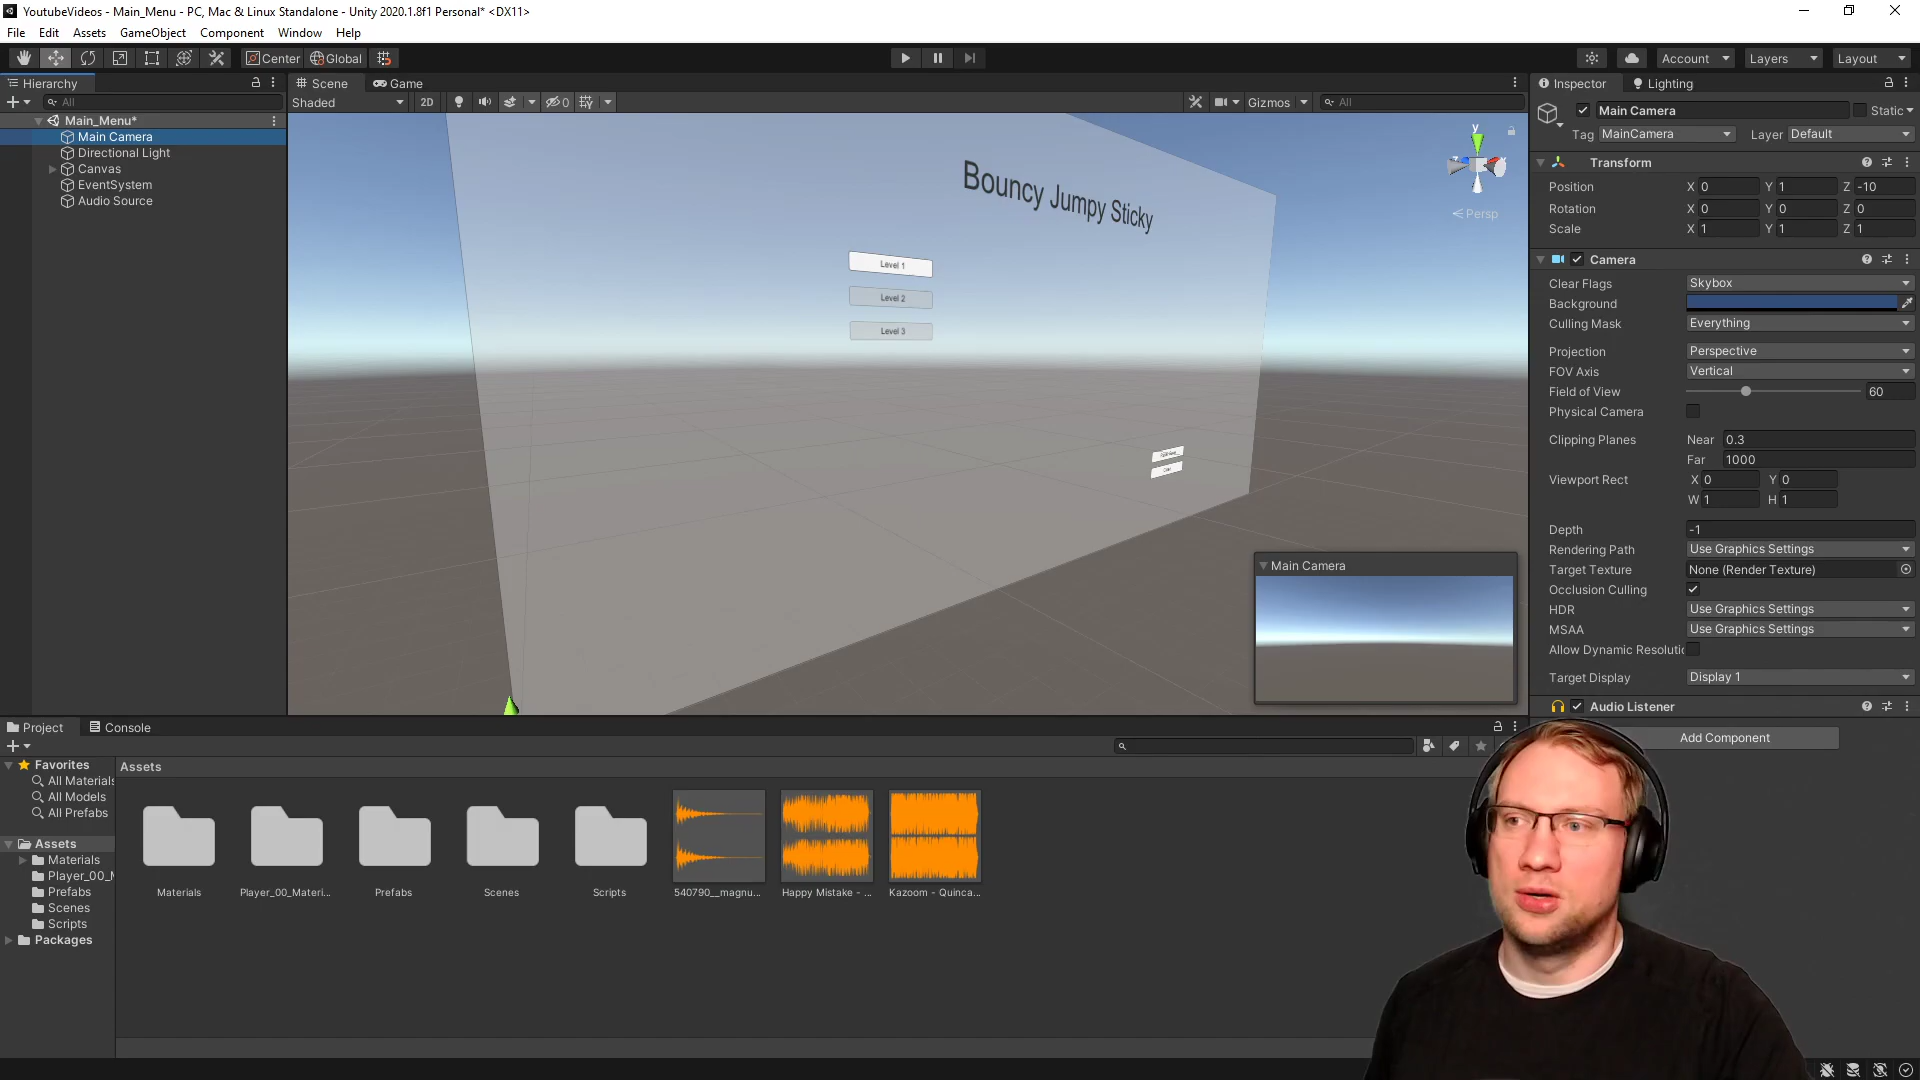 YoutubeVideos - Main_Menu - PC, Mac & Linux Standalone - Unity 2020.1.8f1 Personal* <DX11>
File Edit Assets GameObject Component Window Help
Center Global Account Layers Layout
Hierarchy Scene Game Inspector Lighting
All Shaded 2D 0 Gizmos All
Main Camera Static
Tag MainCamera Layer Default
Main_Menu*
Main Camera
Directional Light
Canvas
EventSystem
Audio Source
Bouncy Jumpy Sticky
Level 1
Level 2
Level 3
y
Persp
Main Camera
Transform
Position X 0 Y 1 Z -10
Rotation X 0 Y 0 Z 0
Scale X 1 Y 1 Z 1
Camera
Clear Flags Skybox
Background
Culling Mask Everything
Projection Perspective
FOV Axis Vertical
Field of View 60
Physical Camera
Clipping Planes Near 0.3
Far 1000
Viewport Rect X 0 Y 0
W 1 H 1
Depth -1
Rendering Path Use Graphics Settings
Target Texture None (Render Texture)
Occlusion Culling
HDR Use Graphics Settings
MSAA Use Graphics Settings
Allow Dynamic Resolutic
Target Display Display 1
Audio Listener
Add Component
Project Console
Favorites
All Materials
All Models
All Prefabs
Assets
Materials
Player_00_M
Prefabs
Scenes
Scripts
Packages
Assets
Materials Player_00_Materi... Prefabs Scenes Scripts 540790__magnu... Happy Mistake - ... Kazoom - Quinca...